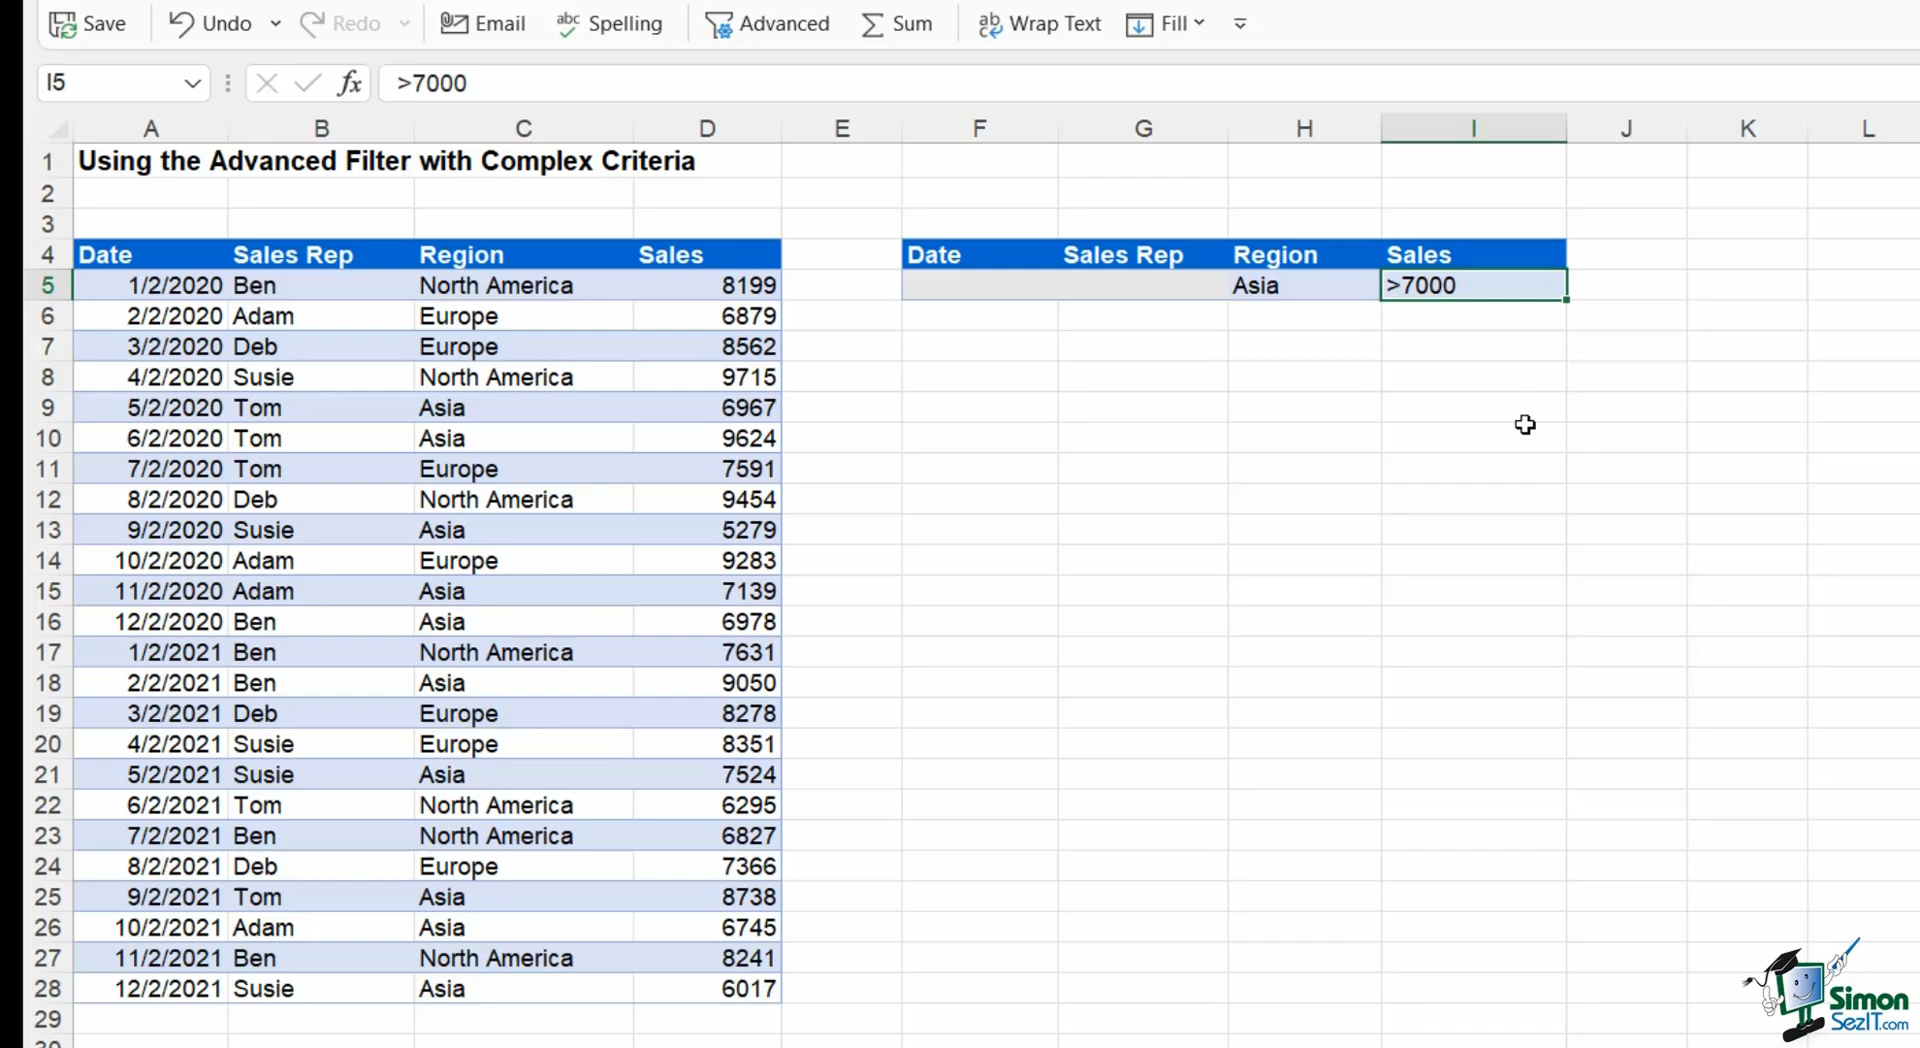 Save Undo Redo Email abc Spelling Advanced Sum ab c Wrap Text Fill
I5 fx >7000
A B C D E F G H I J K L
1 Using the Advanced Filter with Complex Criteria
2
3
4 Date Sales Rep Region Sales Date Sales Rep Region Sales
5 1/2/2020 Ben North America 8199 Asia >7000
6 2/2/2020 Adam Europe 6879
7 3/2/2020 Deb Europe 8562
8 4/2/2020 Susie North America 9715
9 5/2/2020 Tom Asia 6967
10 6/2/2020 Tom Asia 9624
11 7/2/2020 Tom Europe 7591
12 8/2/2020 Deb North America 9454
13 9/2/2020 Susie Asia 5279
14 10/2/2020 Adam Europe 9283
15 11/2/2020 Adam Asia 7139
16 12/2/2020 Ben Asia 6978
17 1/2/2021 Ben North America 7631
18 2/2/2021 Ben Asia 9050
19 3/2/2021 Deb Europe 8278
20 4/2/2021 Susie Europe 8351
21 5/2/2021 Susie Asia 7524
22 6/2/2021 Tom North America 6295
23 7/2/2021 Ben North America 6827
24 8/2/2021 Deb Europe 7366
25 9/2/2021 Tom Asia 8738
26 10/2/2021 Adam Asia 6745
27 11/2/2021 Ben North America 8241
28 12/2/2021 Susie Asia 6017
29
Simon
SezIT.com